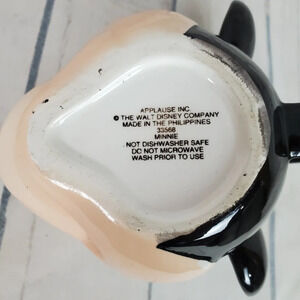 APPLAUSE INC.
© THE WALT DISNEY COMPANY
MADE IN THE PHILIPPINES
33568
MINNIE
NOT DISHWASHER SAFE
DO NOT MICROWAVE
WASH PRIOR TO USE